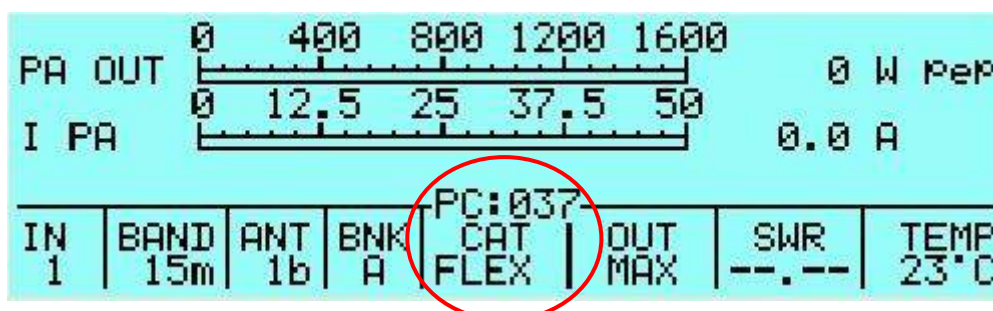 0 400 800 1200 1600
PA OUT 0 W pep
0 12.5 25 37.5 50
I PA 0.0 A
PC:037
IN BAND ANT BNK CAT OUT SWR TEMP
1 15m 1b A FLEX MAX --.-- 23°C